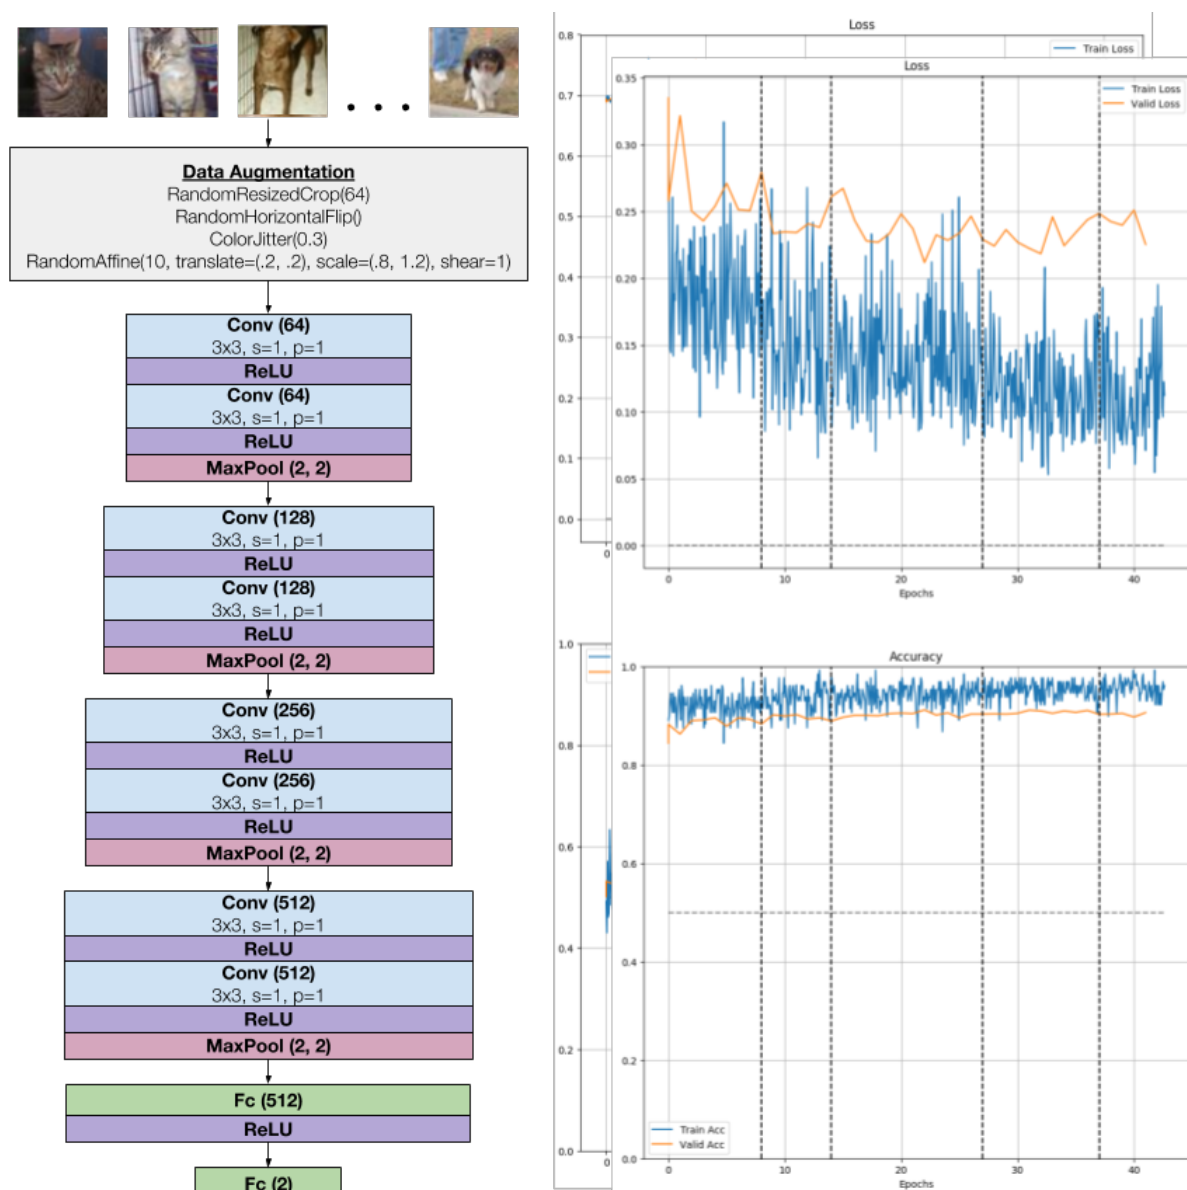 Data Augmentation
RandomResizedCrop(64)
RandomHorizontalFlip()
ColorJitter(0.3)
RandomAffine(10, translate=(.2, .2), scale=(.8, 1.2), shear=1)
Conv (64)
3x3, s=1, p=1
ReLU
Conv (64)
3x3, s=1, p=1
ReLU
MaxPool (2, 2)
Conv (128)
3x3, s=1, p=1
ReLU
Conv (128)
3x3, s=1, p=1
ReLU
MaxPool (2, 2)
Conv (256)
3x3, s=1, p=1
ReLU
Conv (256)
3x3, s=1, p=1
ReLU
MaxPool (2, 2)
Conv (512)
3x3, s=1, p=1
ReLU
Conv (512)
3x3, s=1, p=1
ReLU
MaxPool (2, 2)
Fc (512)
ReLU
Fc (2)
Loss
Train Loss
0.8
0.7
0.6
0.5
0.4
0.3
0.2
0.1
0.0
0
Loss
Train Loss
Valid Loss
0.35
0.30
0.25
0.20
0.15
0.10
0.05
0.00
0 10 20 30 40
Epochs
1.0
0.8
0.6
0.4
0.2
0.0
0
Accuracy
1.0
0.8
0.6
0.4
0.2
0.0
Train Acc
Valid Acc
0 10 20 30 40
Epochs